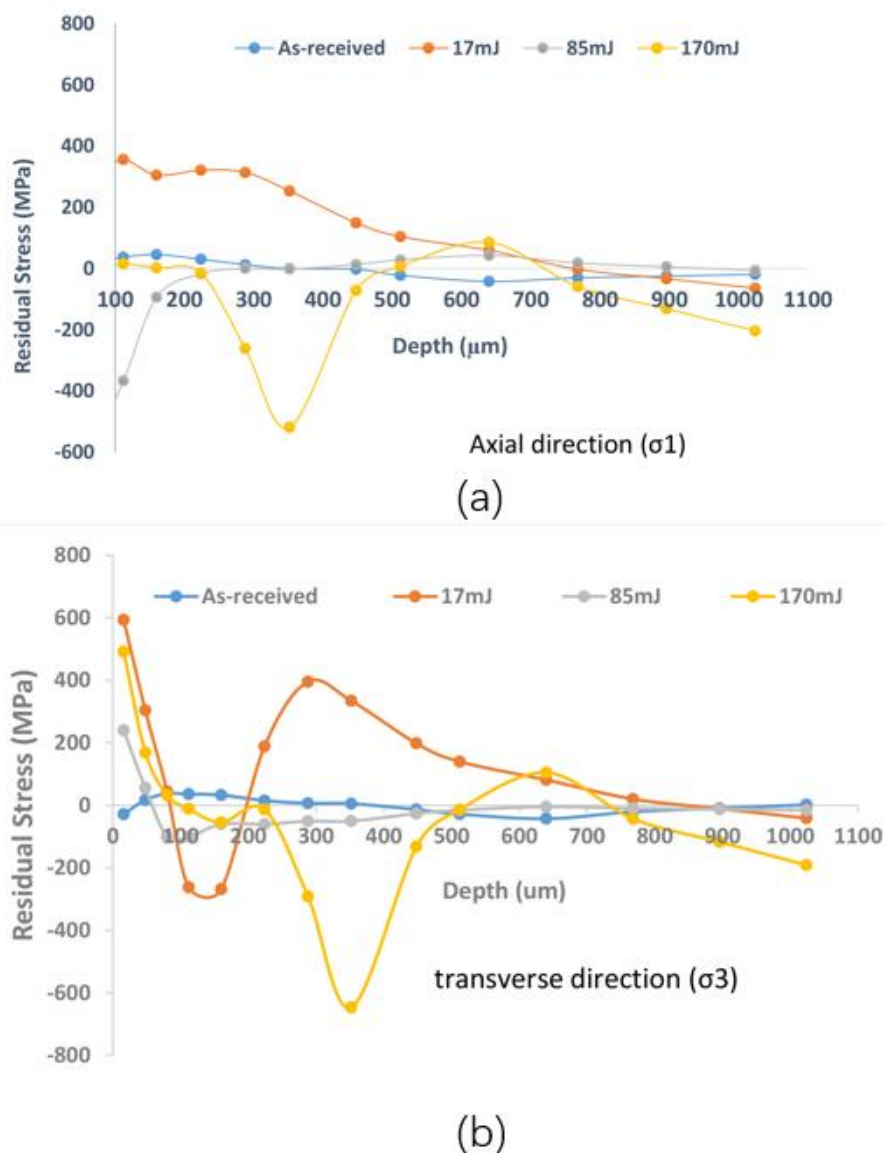 800
As-received 17mJ 85mJ 170mJ
600
400
200
0
-200
-400
-600
Residual Stress (MPa)
100 200 300 400 500 600 700 800 900 1000 1100
Depth (μm)
Axial direction (σ1)
(a)
800
As-received 17mJ 85mJ 170mJ
600
400
200
0
-200
-400
-600
-800
Residual Stress (MPa)
0 100 200 300 400 500 600 700 800 900 1000 1100
Depth (um)
transverse direction (σ3)
(b)